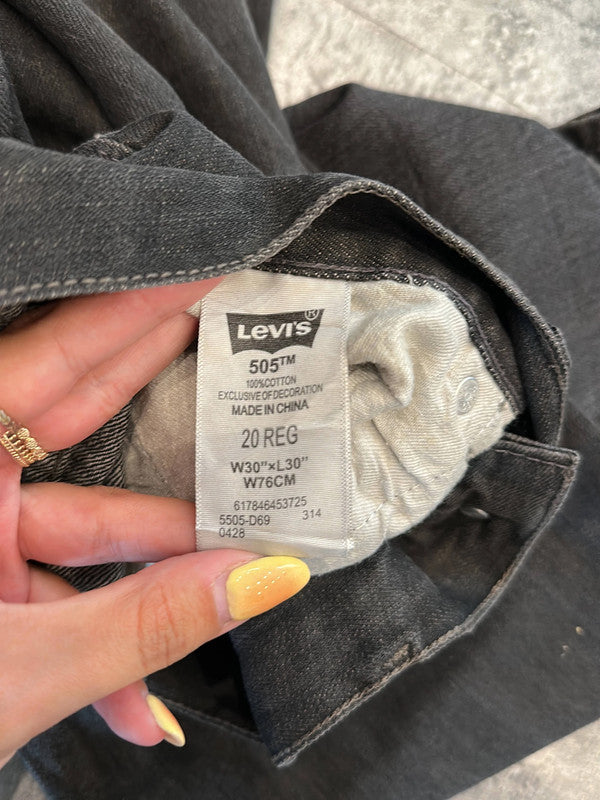 LEVI'S®
505™
100%COTTON
EXCLUSIVE OF DECORATION
MADE IN CHINA
20 REG
W30"×L30"
W76CM
617846453725
5505-D69 314
0428